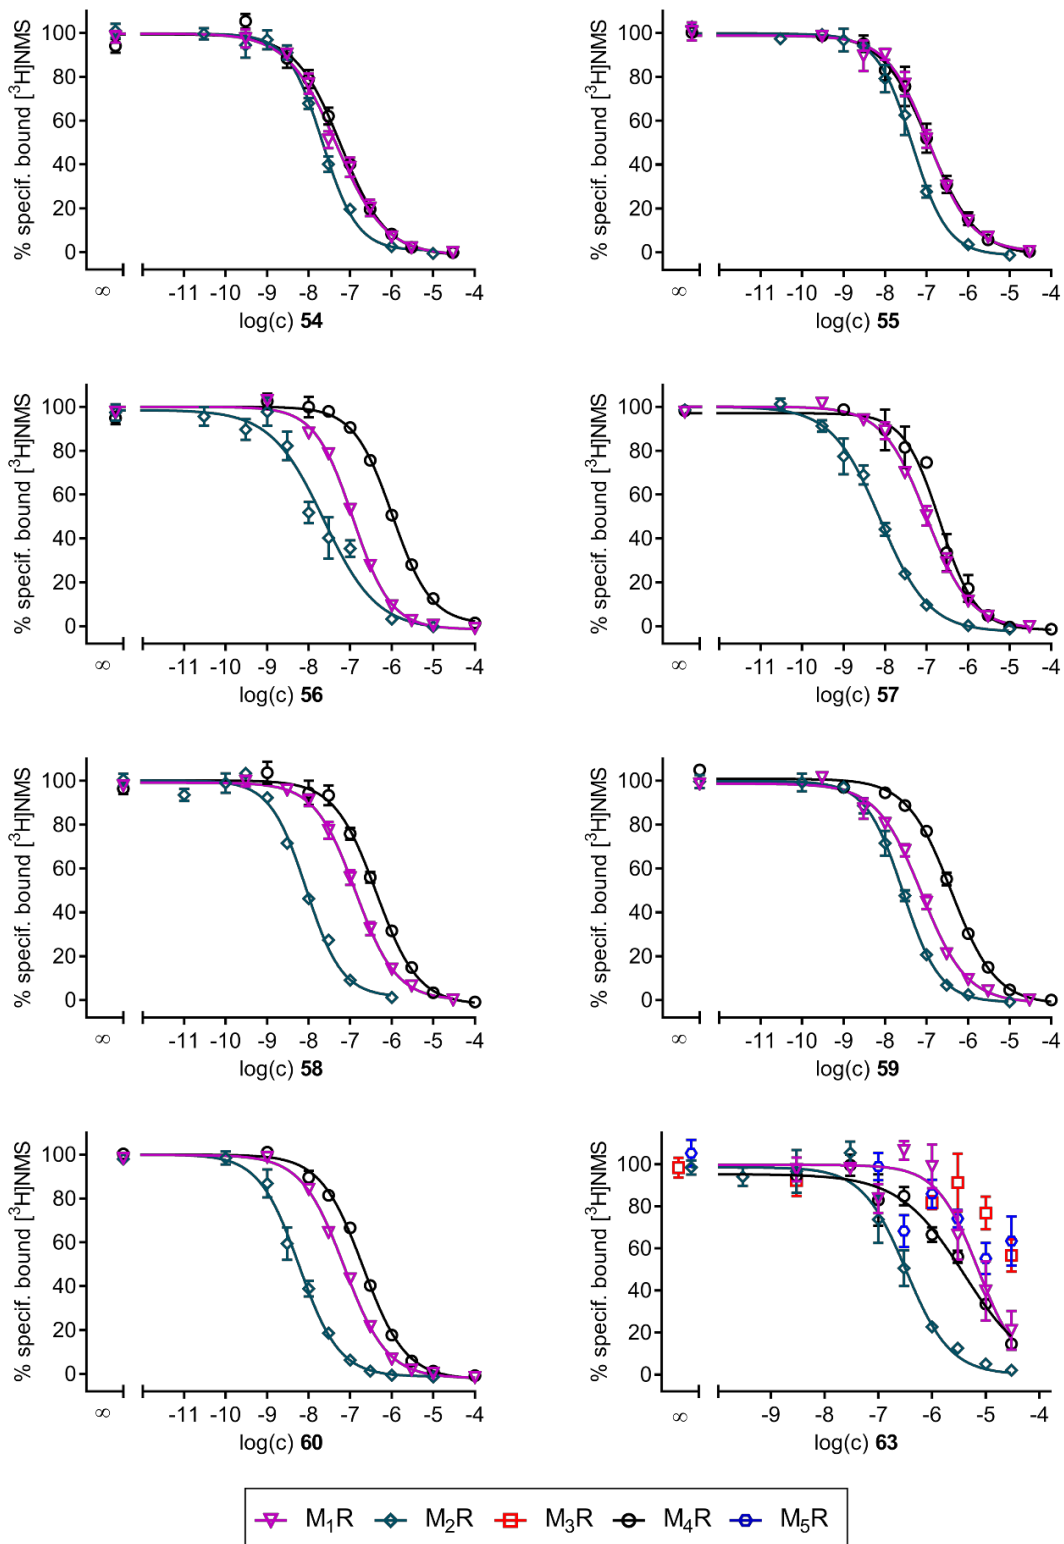 % specif. bound [³H]NMS
100
80
60
40
20
0
∞ -11 -10 -9 -8 -7 -6 -5 -4
log(c) 54
% specif. bound [³H]NMS
100
80
60
40
20
0
∞ -11 -10 -9 -8 -7 -6 -5 -4
log(c) 55
% specif. bound [³H]NMS
100
80
60
40
20
0
∞ -11 -10 -9 -8 -7 -6 -5 -4
log(c) 56
% specif. bound [³H]NMS
100
80
60
40
20
0
∞ -11 -10 -9 -8 -7 -6 -5 -4
log(c) 57
% specif. bound [³H]NMS
100
80
60
40
20
0
∞ -11 -10 -9 -8 -7 -6 -5 -4
log(c) 58
% specif. bound [³H]NMS
100
80
60
40
20
0
∞ -11 -10 -9 -8 -7 -6 -5 -4
log(c) 59
% specif. bound [³H]NMS
100
80
60
40
20
0
∞ -11 -10 -9 -8 -7 -6 -5 -4
log(c) 60
% specif. bound [³H]NMS
100
80
60
40
20
0
∞ -9 -8 -7 -6 -5 -4
log(c) 63
M₁R M₂R M₃R M₄R M₅R